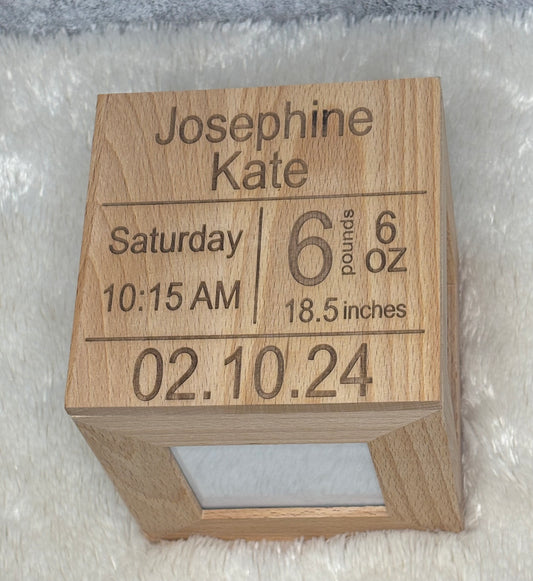 Josephine
Kate
Saturday
10:15 AM
6 pounds 6 oz
18.5 inches
02.10.24